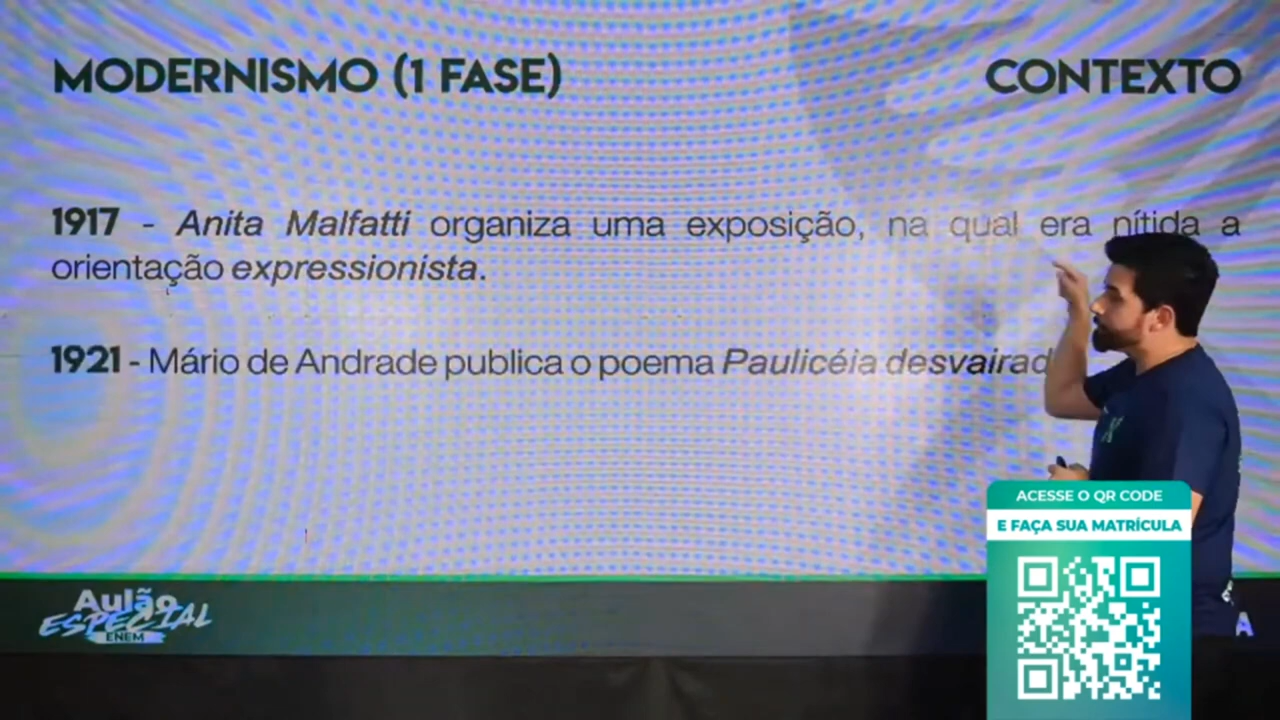 MODERNISMO (1 FASE)
CONTEXTO
1917 - Anita Malfatti organiza uma exposição, na qual era nítida a
orientação expressionista.
1921 - Mário de Andrade publica o poema Paulicéia desvairad
ACESSE O QR CODE
E FAÇA SUA MATRÍCULA
Aulão
ESPECIAL
ENEM
A